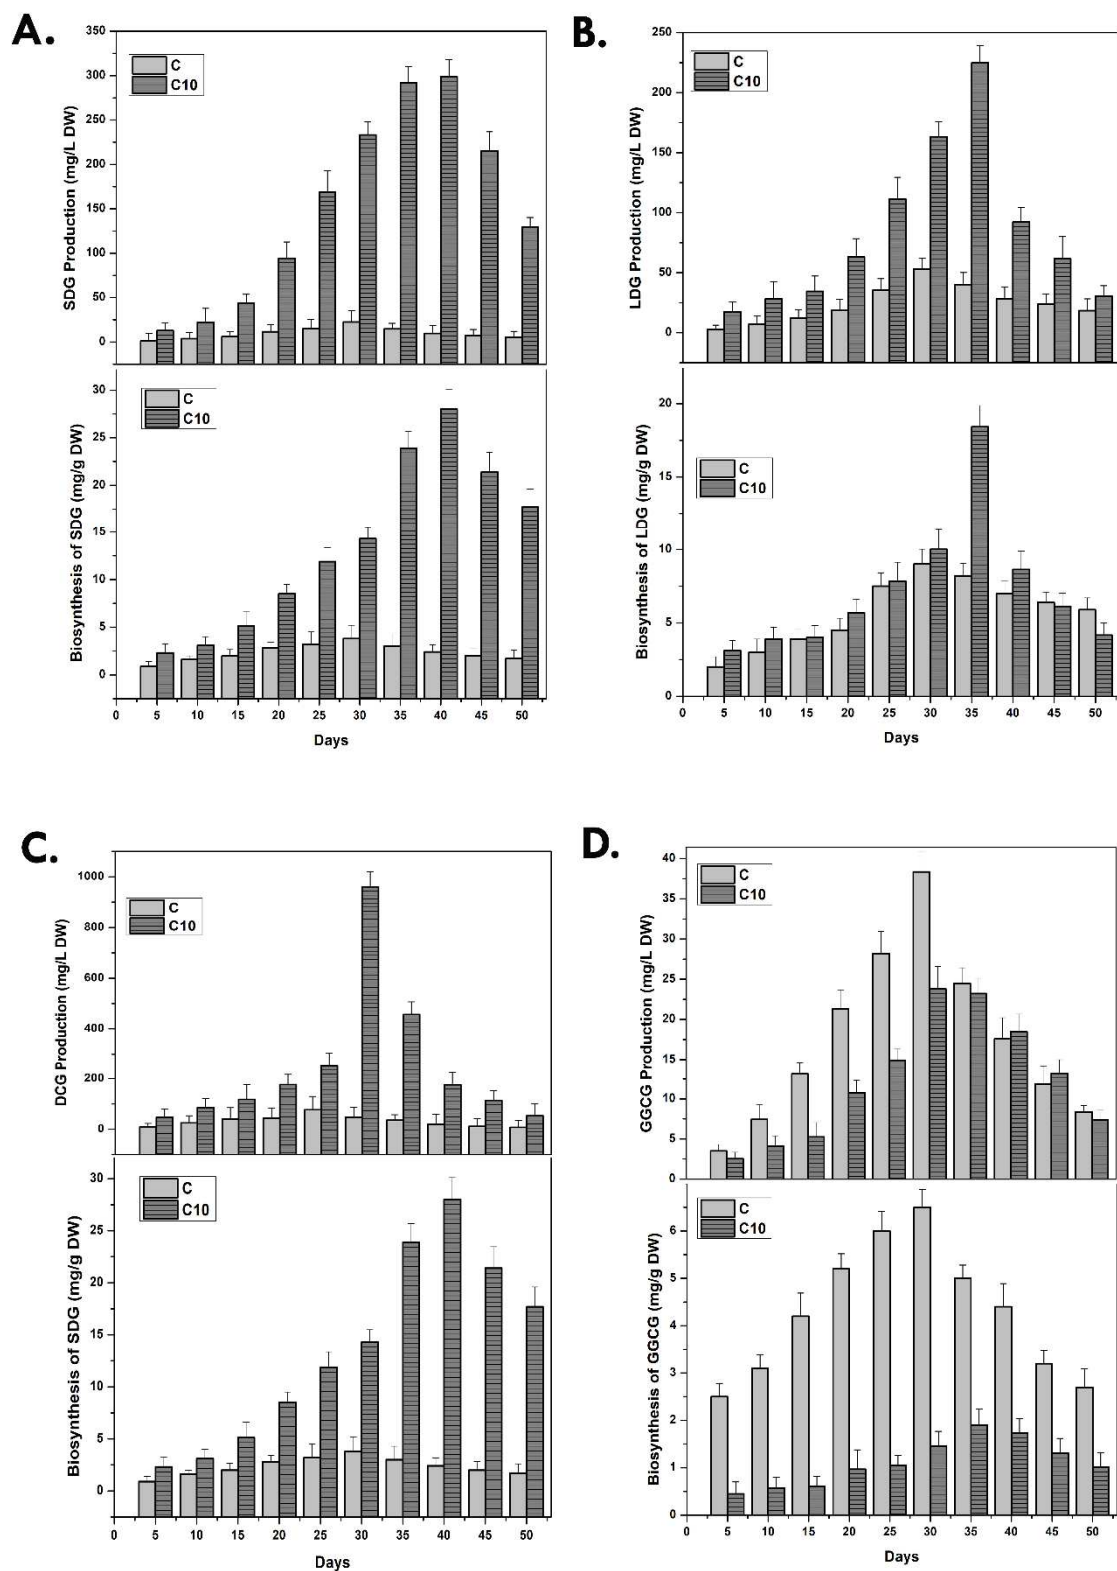 A.
350
300
250
200
150
100
50
0
SDG Production (mg/L DW)
C
C10
30
25
20
15
10
5
0
Biosynthesis of SDG (mg/g DW)
C
C10
0 5 10 15 20 25 30 35 40 45 50
Days
B.
250
200
150
100
50
0
LDG Production (mg/L DW)
C
C10
20
15
10
5
0
Biosynthesis of LDG (mg/g DW)
C
C10
0 5 10 15 20 25 30 35 40 45 50
Days
C.
1000
800
600
400
200
0
DCG Production (mg/L DW)
C
C10
30
25
20
15
10
5
0
Biosynthesis of SDG (mg/g DW)
C
C10
0 5 10 15 20 25 30 35 40 45 50
Days
D.
40
35
30
25
20
15
10
5
0
GGCG Production (mg/L DW)
C
C10
6
5
4
3
2
1
0
Biosynthesis of GGCG (mg/g DW)
C
C10
0 5 10 15 20 25 30 35 40 45 50
Days